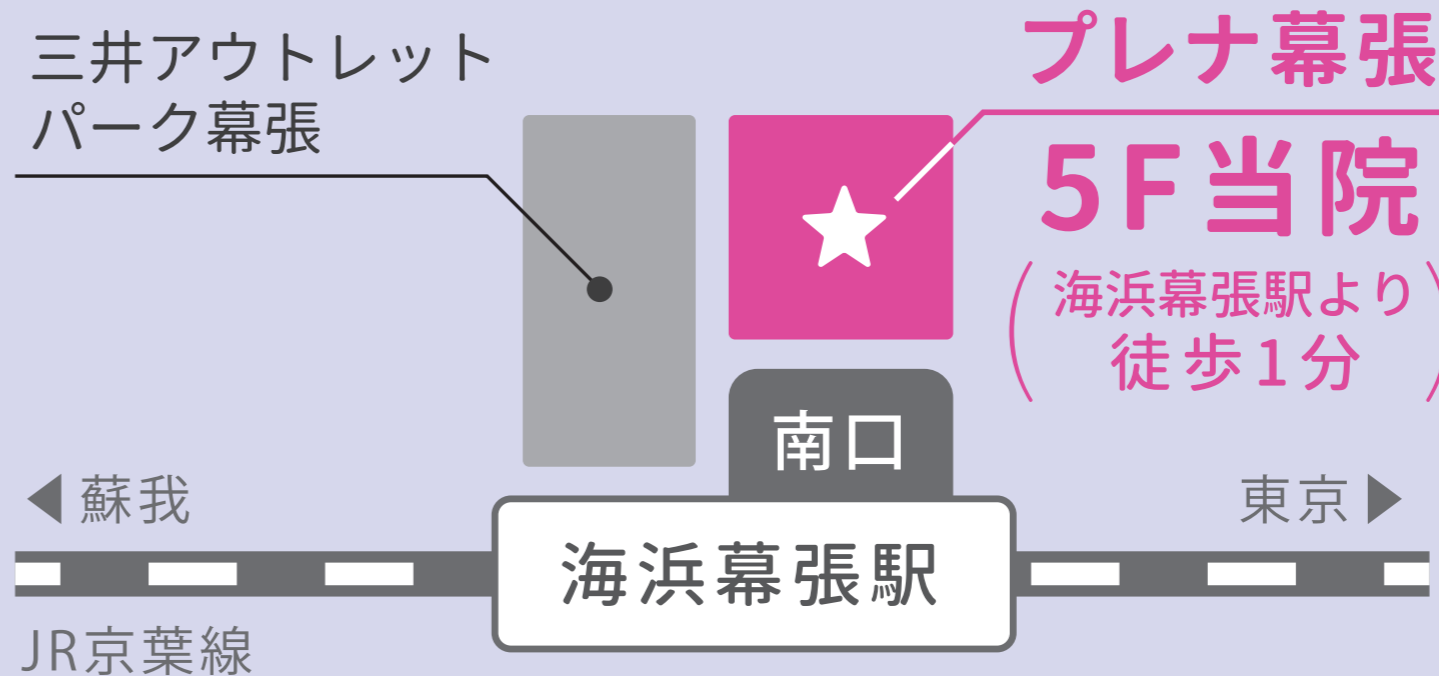 三井アウトレット
パーク幕張
プレナ幕張
5F当院
(海浜幕張駅より
徒歩1分)
南口
◀蘇我
東京▶
海浜幕張駅
JR京葉線